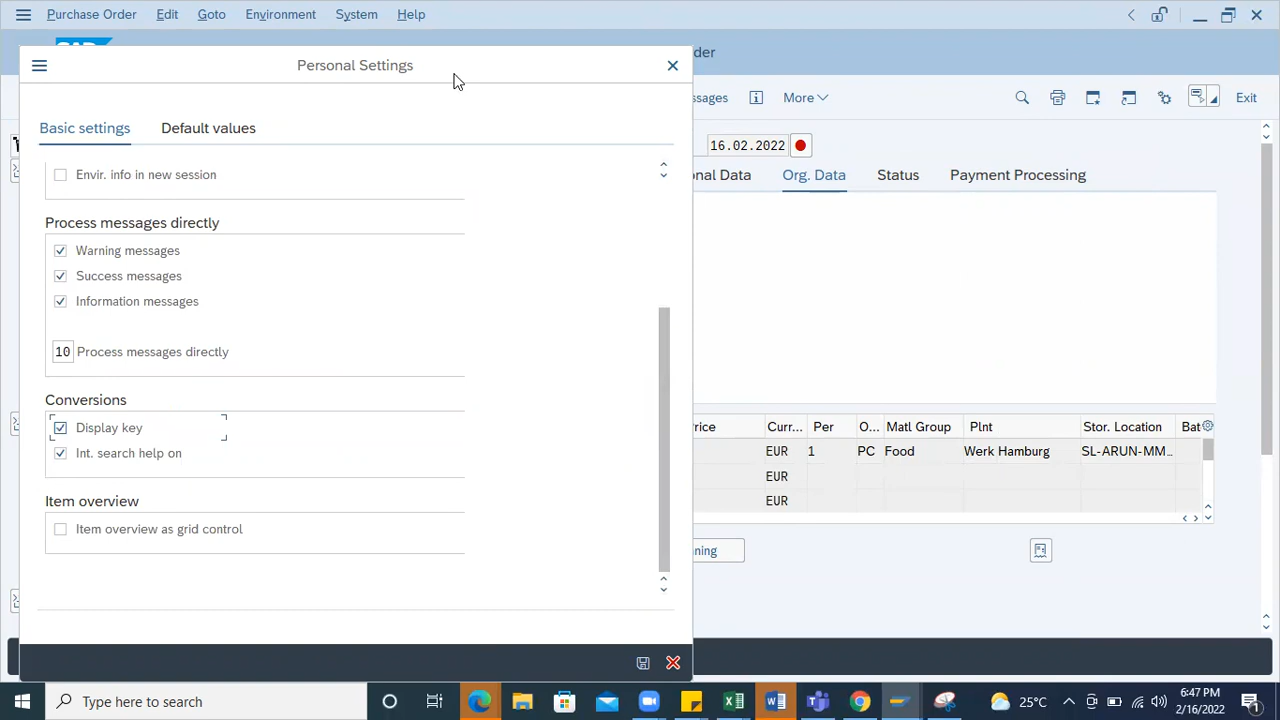 Purchase Order Edit Goto Environment System Help
SAP
Personal Settings
der
ssages More Exit
Basic settings Default values
16.02.2022
Envir. info in new session
nal Data Org. Data Status Payment Processing
Process messages directly
Warning messages
Success messages
Information messages
10 Process messages directly
Conversions
Display key
Int. search help on
rice Curr... Per O... Matl Group Plnt Stor. Location Bat
EUR 1 PC Food Werk Hamburg SL-ARUN-MM...
EUR
EUR
Item overview
Item overview as grid control
ning
Type here to search
25°C
6:47 PM
2/16/2022
1